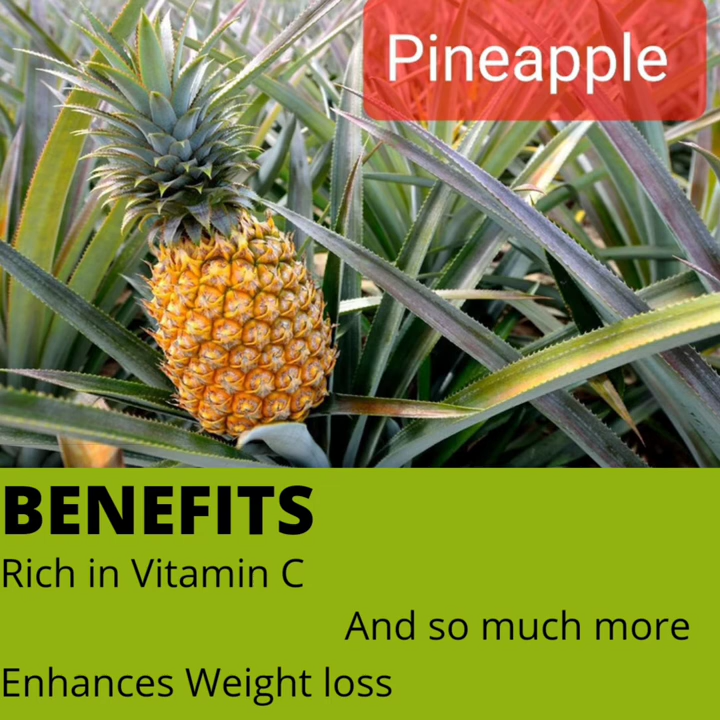 Pineapple
BENEFITS
Rich in Vitamin C
And so much more
Enhances Weight loss